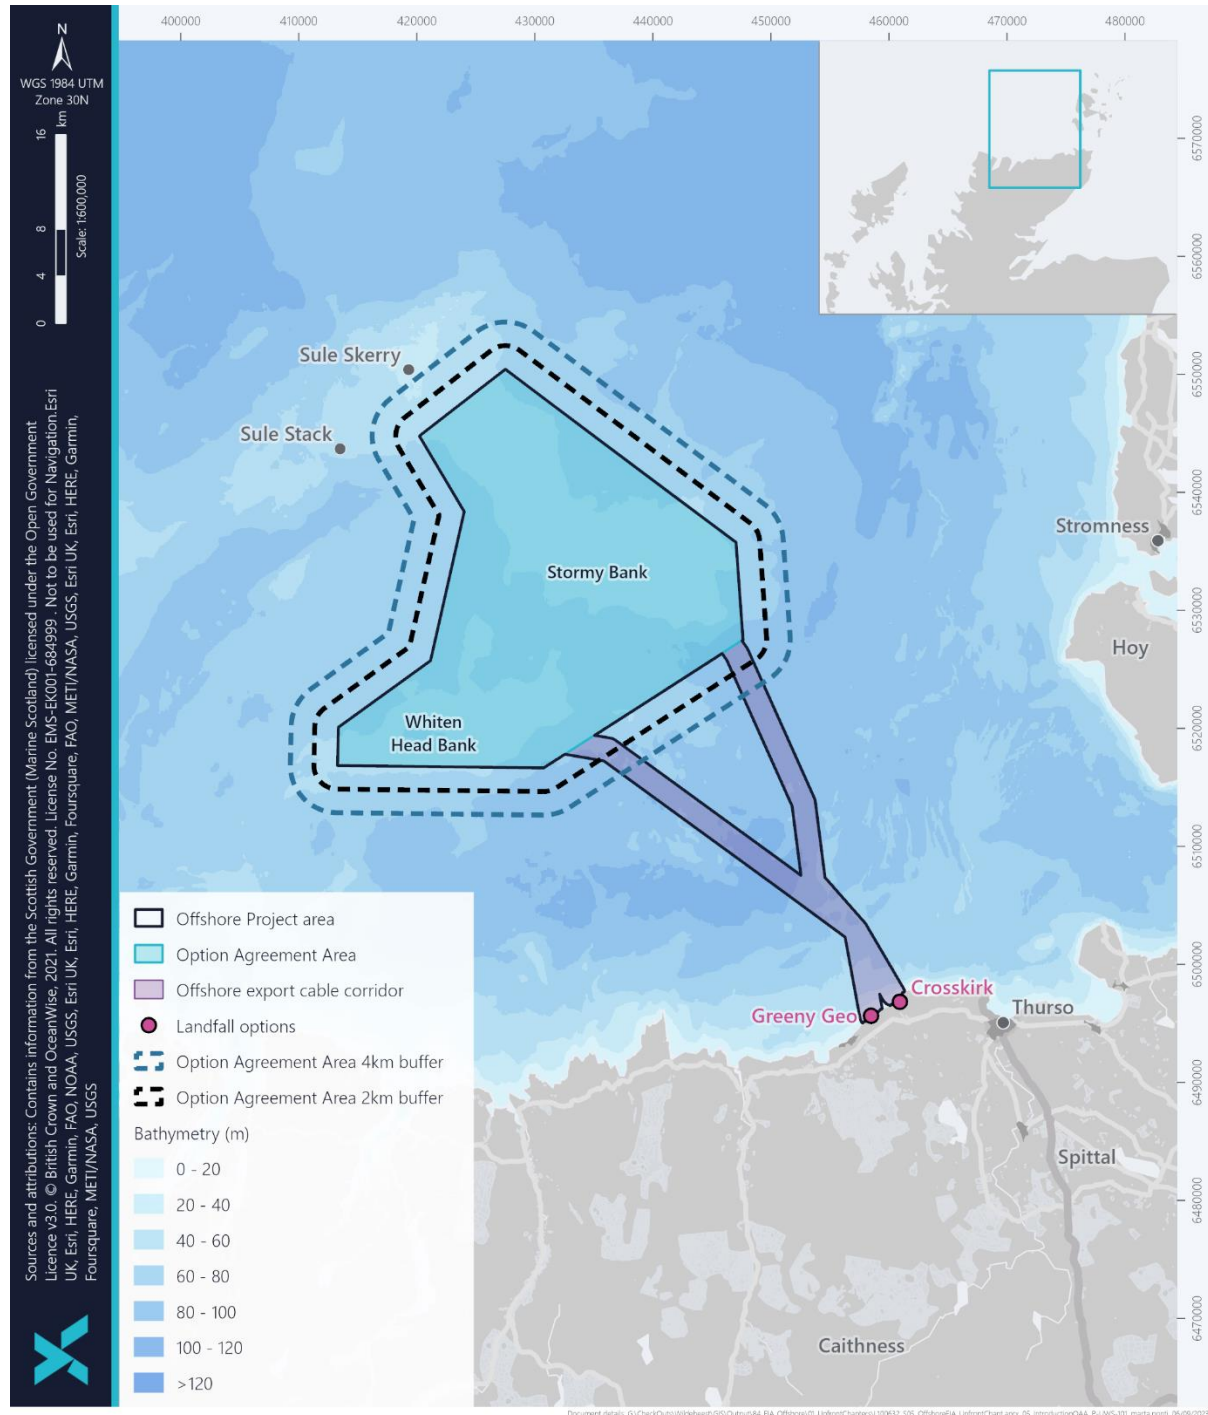 400000 410000 420000 430000 440000 450000 460000 470000 480000
N
WGS 1984 UTM
Zone 30N
km
16
8
4
0
Scale: 1:600,000
Sources and attributions: Contains information from the Scottish Government (Marine Scotland) licensed under the Open Government
Licence v3.0. © British Crown and OceanWise, 2021. All rights reserved. License No. EMS-EK001-684999 . Not to be used for Navigation.Esri
UK, Esri, HERE, Garmin, FAO, NOAA, USGS, Esri UK, Esri, HERE, Garmin, Foursquare, FAO, METI/NASA, USGS, Esri UK, Esri, HERE, Garmin,
Foursquare, METI/NASA, USGS
6570000
6560000
6550000
6540000
6530000
6520000
6510000
6500000
6490000
6480000
6470000
Sule Skerry
Sule Stack
Stormy Bank
Stromness
Hoy
Whiten
Head Bank
Crosskirk
Greeny Geo
Thurso
Spittal
Caithness
Offshore Project area
Option Agreement Area
Offshore export cable corridor
Landfall options
Option Agreement Area 4km buffer
Option Agreement Area 2km buffer
Bathymetry (m)
0 - 20
20 - 40
40 - 60
60 - 80
80 - 100
100 - 120
>120